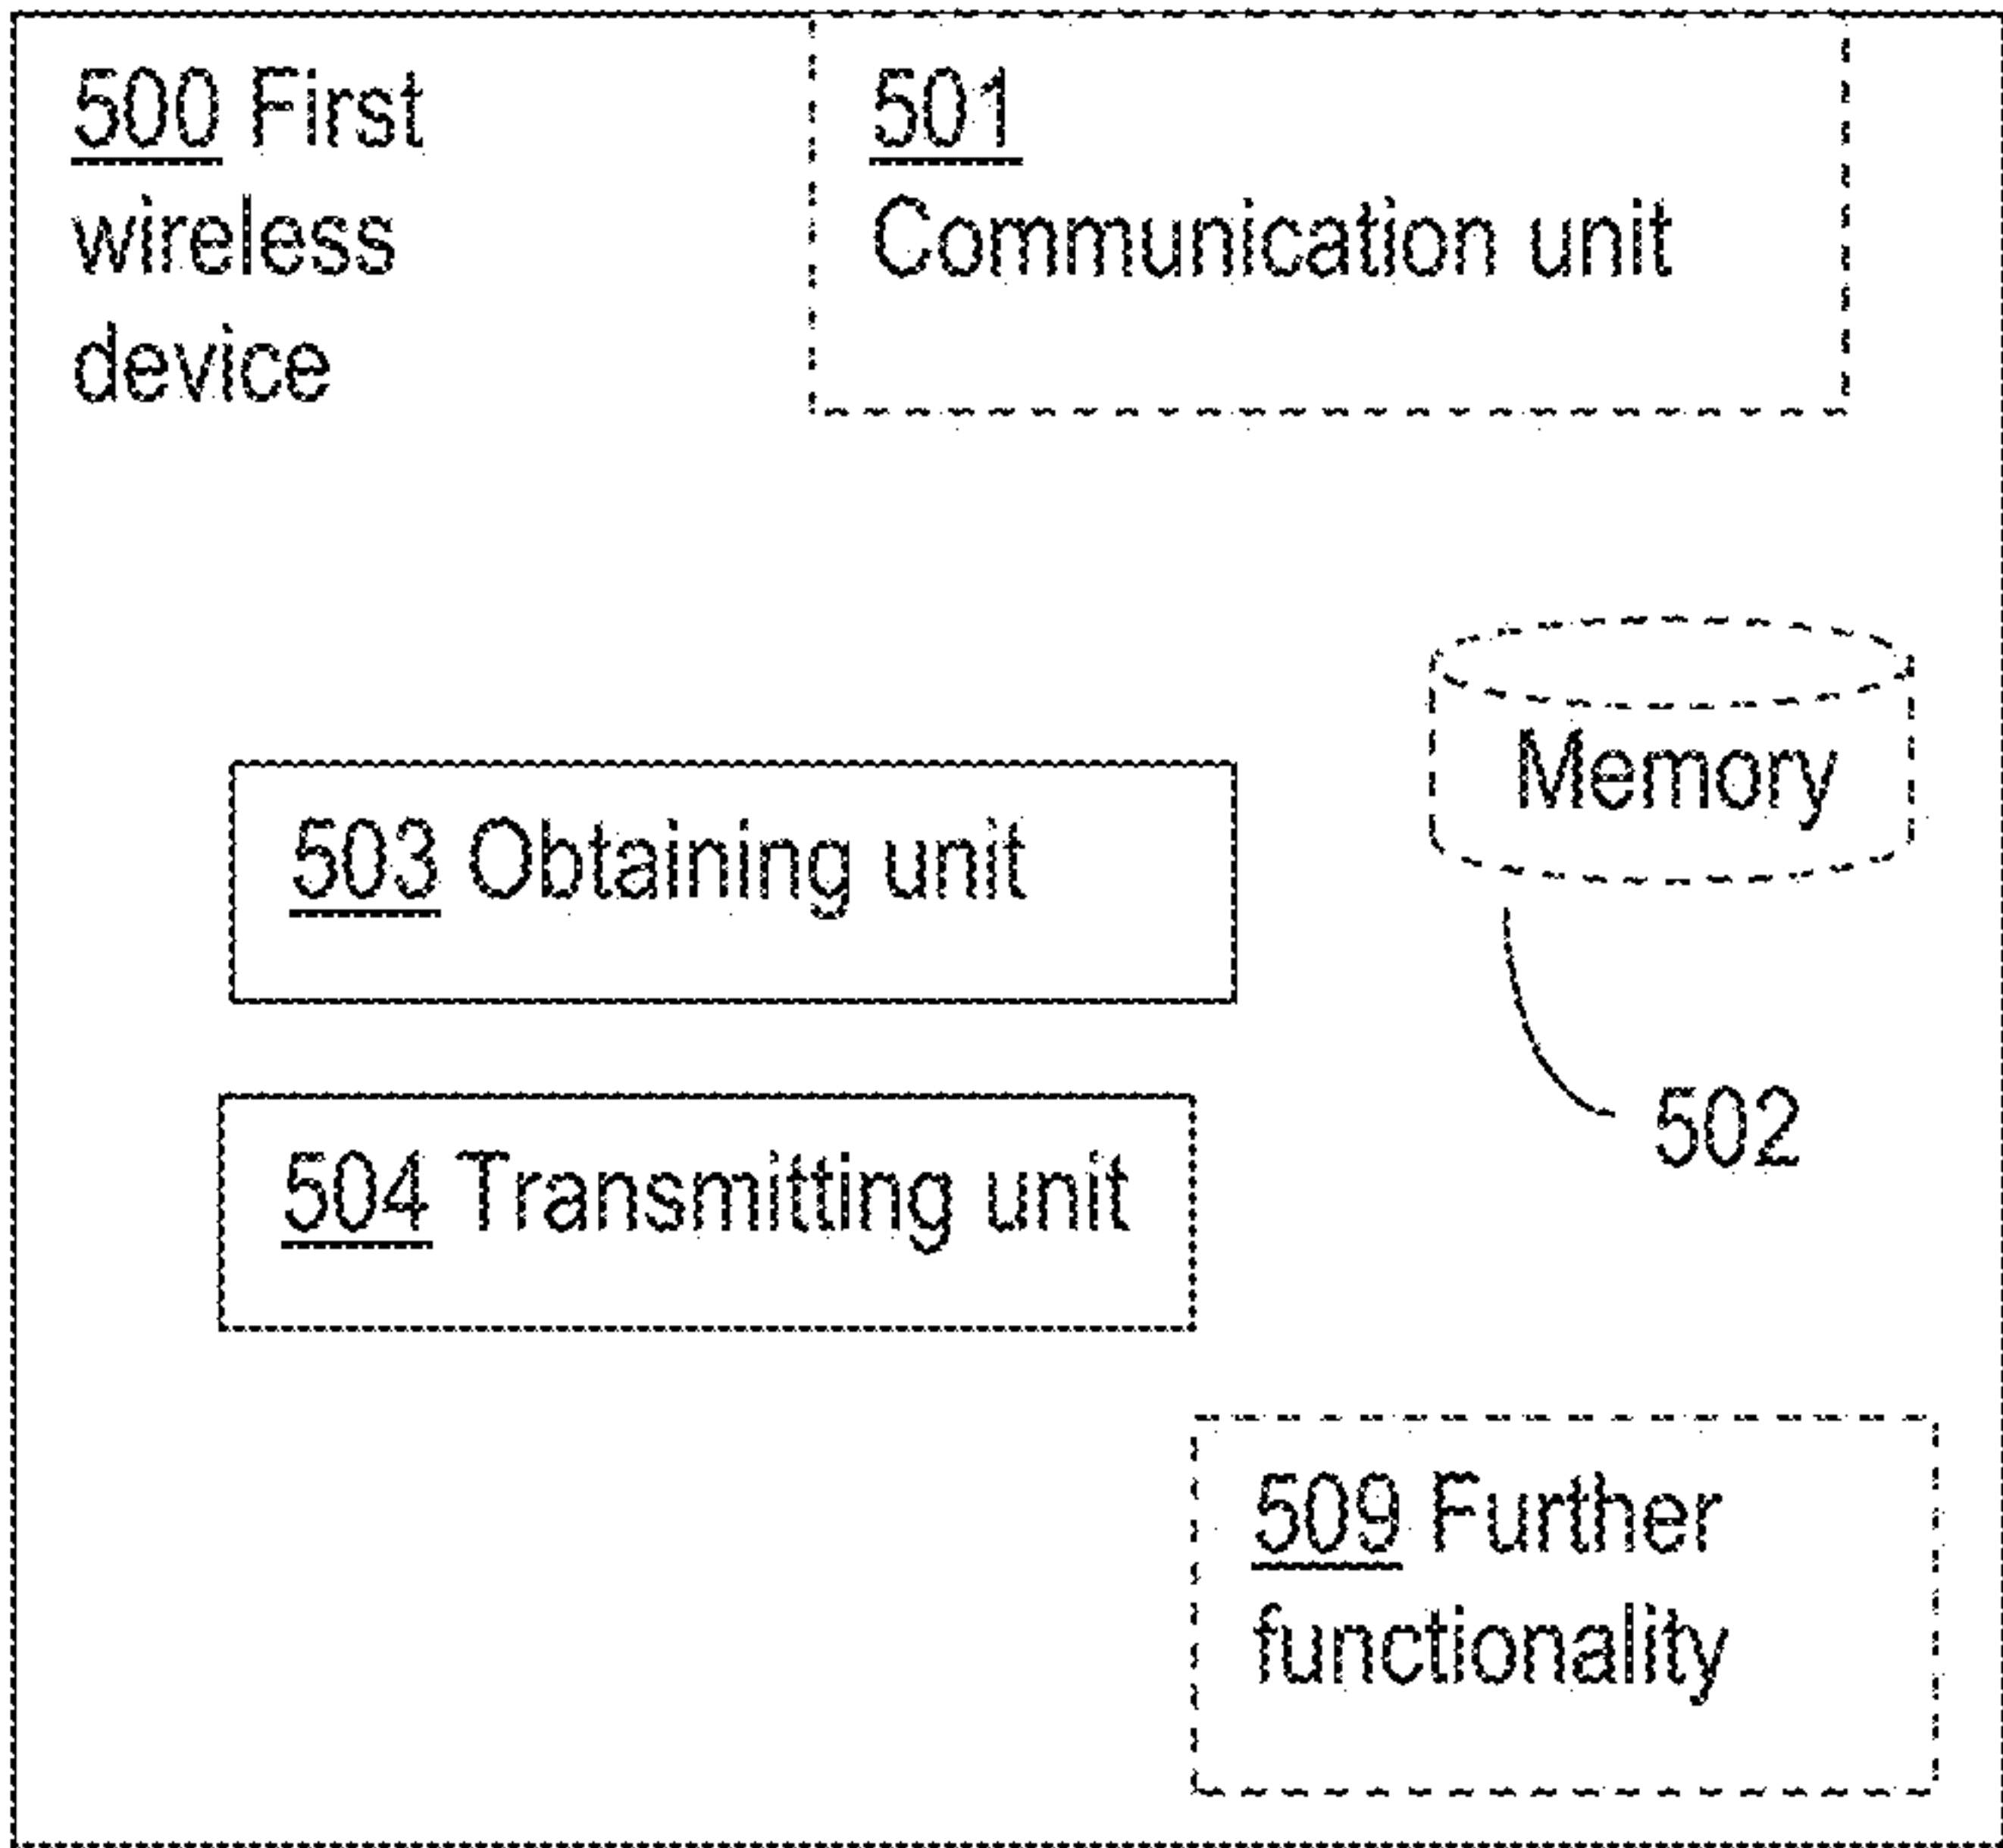 500 First
wireless
device
501
Communication unit
Memory
503 Obtaining unit
502
504 Transmitting unit
509 Further
functionality